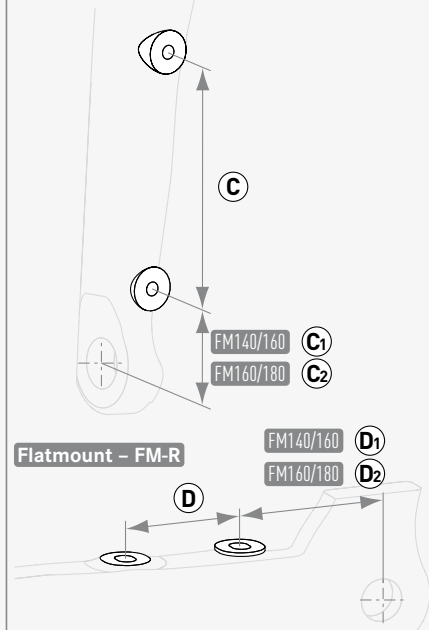 C
FM140/160 C1
FM160/180 C2
Flatmount – FM-R
FM140/160 D1
FM160/180 D2
D